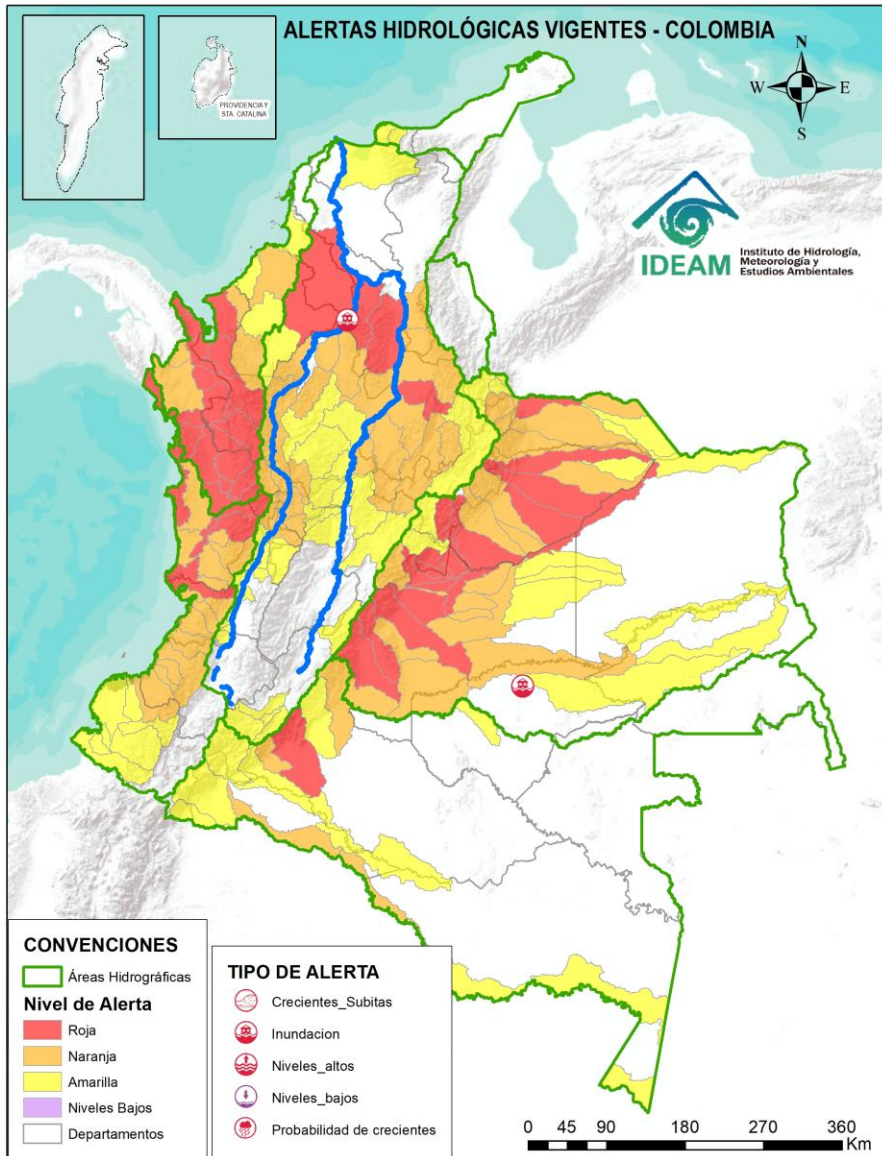 ALERTAS HIDROLÓGICAS VIGENTES - COLOMBIA
PROVIDENCIA Y
STA. CATALINA
N
W
E
S
IDEAM
Instituto de Hidrología,
Meteorología y
Estudios Ambientales
CONVENCIONES
Áreas Hidrográficas
Nivel de Alerta
Roja
Naranja
Amarilla
Niveles Bajos
Departamentos
TIPO DE ALERTA
Crecientes_Subitas
Inundacion
Niveles_altos
Niveles_bajos
Probabilidad de crecientes
0 45 90 180 270 360
Km